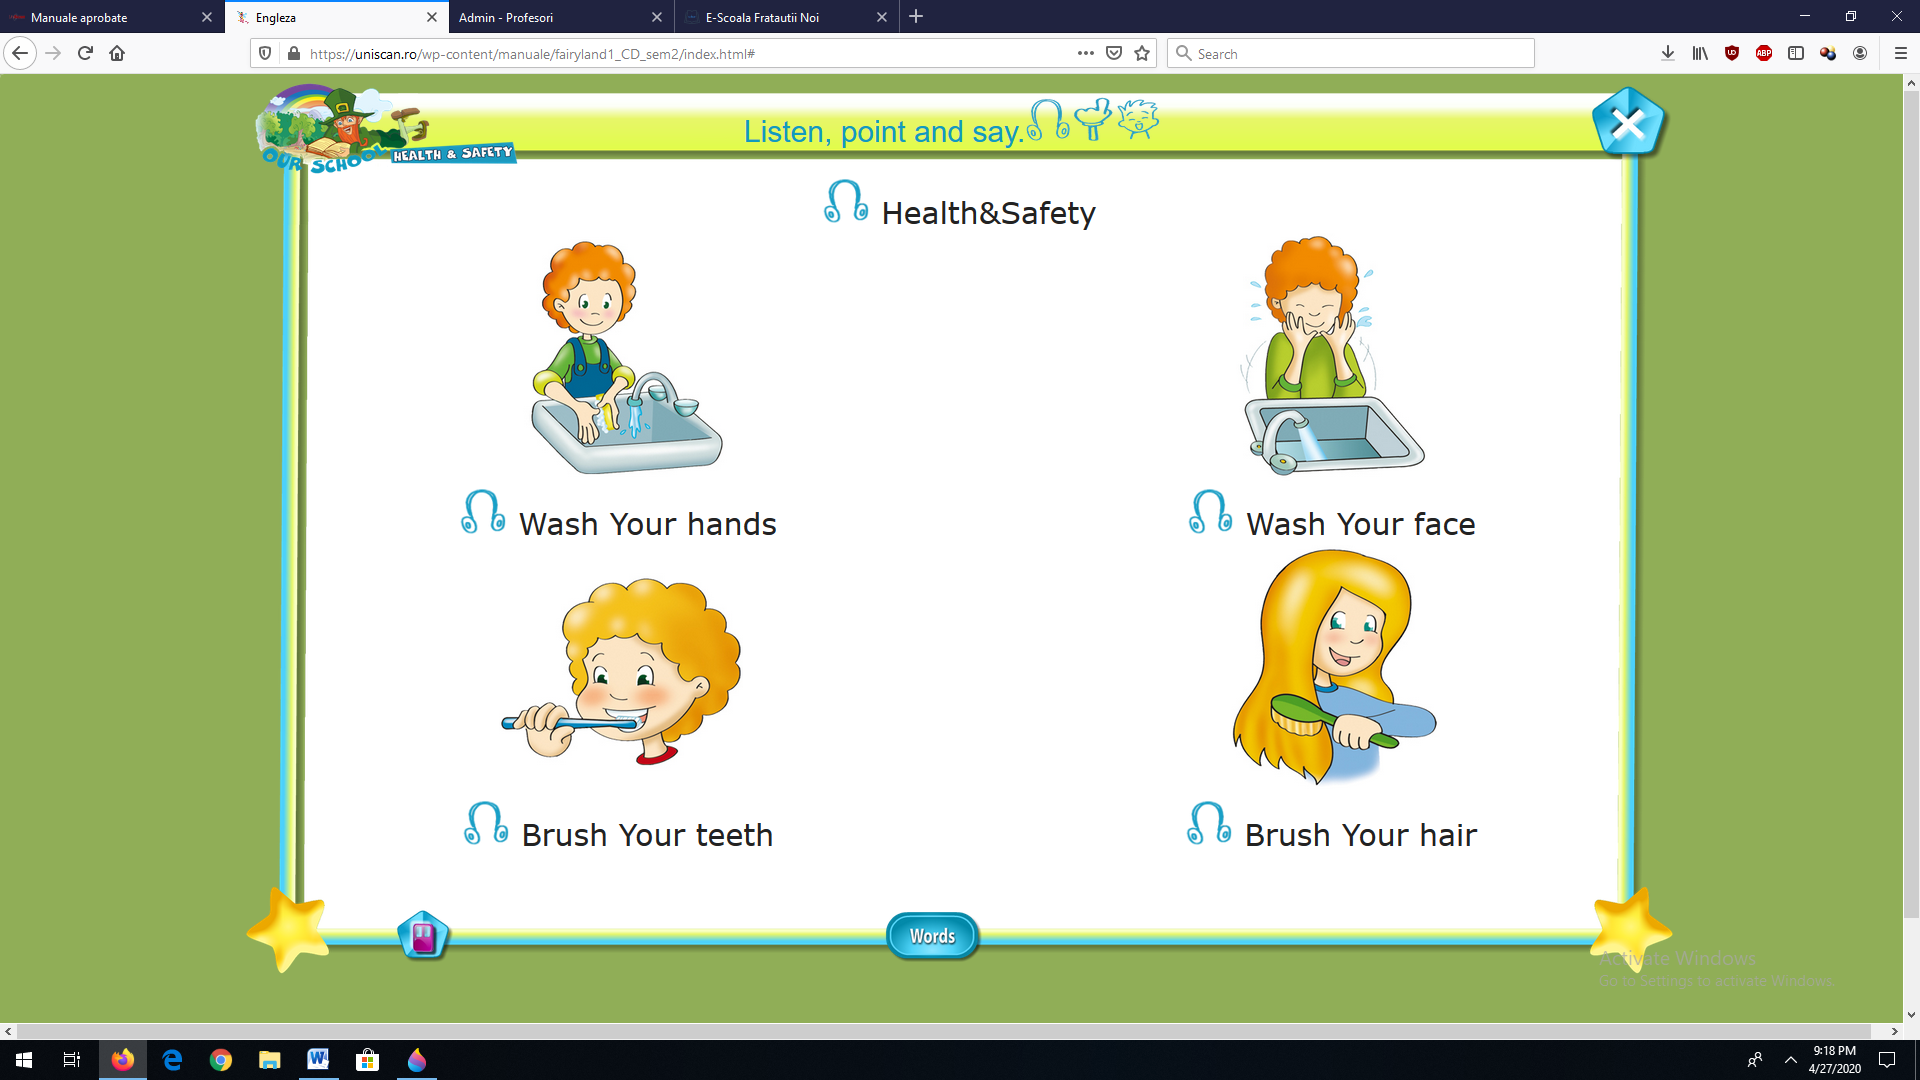 Manuale aprobate
Engleza
Admin - Profesori
E-Scoala Fratautii Noi
https://uniscan.ro/wp-content/manuale/fairyland1_CD_sem2/index.html#
Search
OUR SCHOOL
HEALTH & SAFETY
Listen, point and say.
Health&Safety
Wash Your hands
Wash Your face
Brush Your teeth
Brush Your hair
Words
Activate Windows
Go to Settings to activate Windows.
9:18 PM
4/27/2020